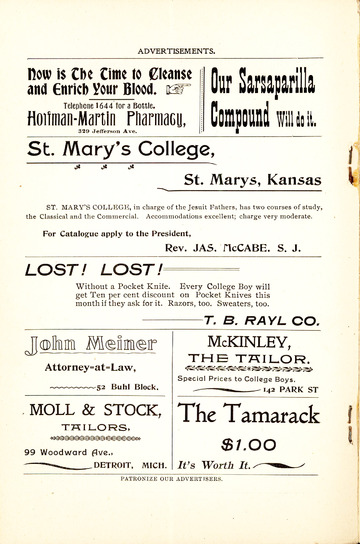 ADVERTISEMENTS.
Now is The Time to Cleanse
and Enrich Your Blood.
Telephone 1644 for a Bottle.
Hoffman-Martin Pharmacy,
329 Jefferson Ave.
Our Sarsaparilla
Compound Will do it.
St. Mary's College,
St. Marys, Kansas
ST. MARY'S COLLEGE, in charge of the Jesuit Fathers, has two courses of study,
the Classical and the Commercial. Accommodations excellent; charge very moderate.
For Catalogue apply to the President,
Rev. JAS. McCABE. S. J.
LOST! LOST!
Without a Pocket Knife. Every College Boy will
get Ten per cent discount on Pocket Knives this
month if they ask for it. Razors, too. Sweaters, too.
T. B. RAYL CO.
John Meiner
Attorney-at-Law,
52 Buhl Block.
McKINLEY,
THE TAILOR.
Special Prices to College Boys.
142 PARK ST
MOLL & STOCK,
TAILORS.
99 Woodward Ave.,
DETROIT, MICH.
The Tamarack
$1.00
It's Worth It.
PATRONIZE OUR ADVERTISERS.